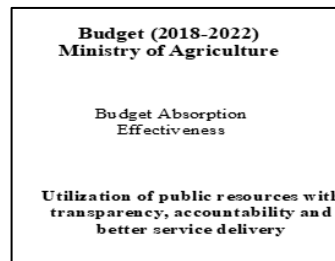 Budget (2018-2022)
Ministry of Agriculture
Budget Absorption
Effectiveness
Utilization of public resources with
transparency, accountability and
better service delivery